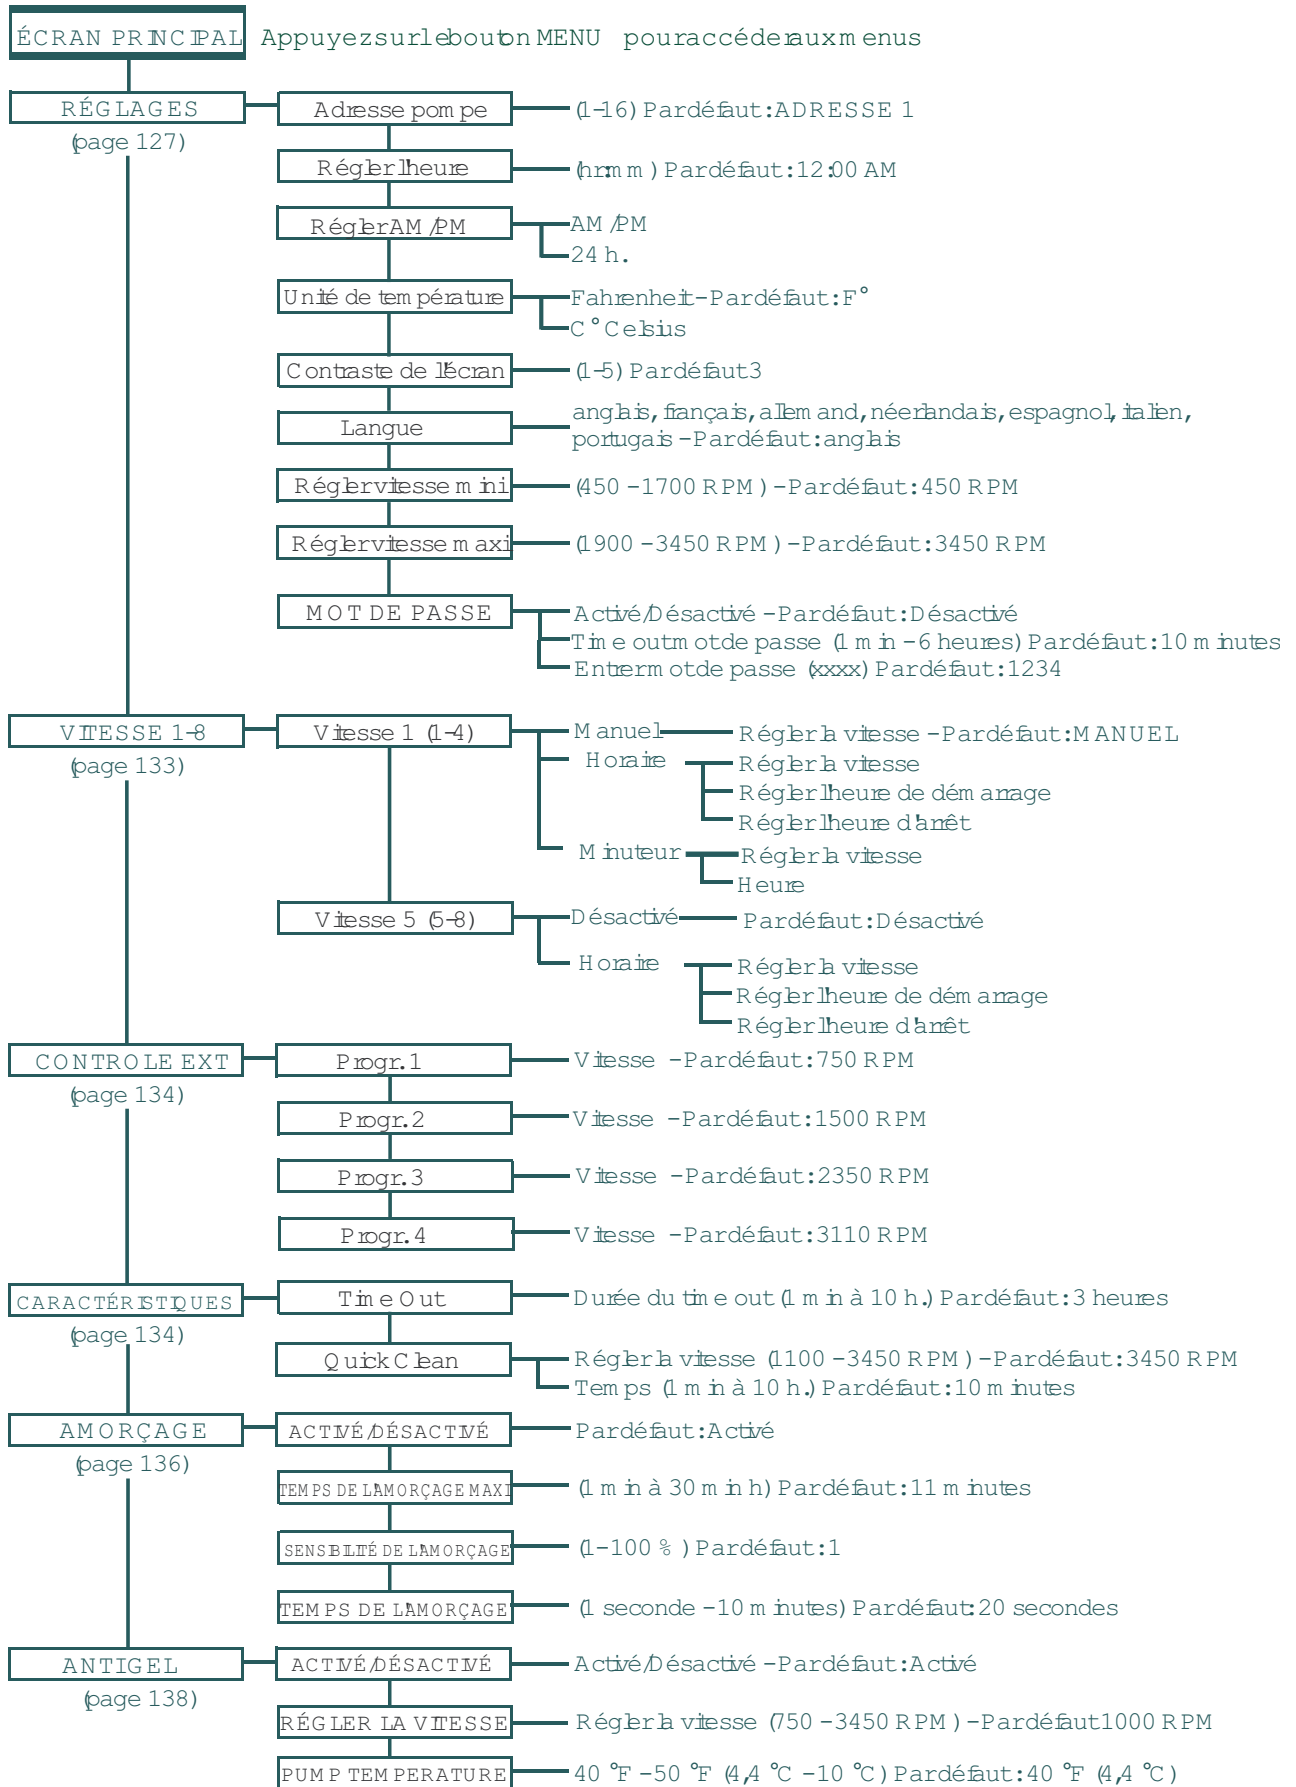 ÉCRAN PRINCIPAL Appuyez sur le bouton MENU pour accéder aux menus
RÉGLAGES Adresse pompe (1-16) Par défaut: ADRESSE 1
(page 127)
Régler l'heure (hr:mm) Par défaut: 12:00 AM
Régler AM/PM AM/PM
24 h.
Unité de température Fahrenheit - Par défaut: F°
C° Celsius
Contraste de l'écran (1-5) Par défaut 3
Langue anglais, français, allemand, néerlandais, espagnol, italien,
portugais - Par défaut: anglais
Régler vitesse mini (450 - 1700 RPM) - Par défaut: 450 RPM
Régler vitesse maxi (1900 - 3450 RPM) - Par défaut: 3450 RPM
MOT DE PASSE Activé/Désactivé - Par défaut: Désactivé
Time out mot de passe (1 min - 6 heures) Par défaut: 10 minutes
Entrer mot de passe (xxxx) Par défaut: 1234
VITESSE 1-8 Vitesse 1 (1-4) Manuel Régler la vitesse - Par défaut: MANUEL
(page 133)
Horaire Régler la vitesse
Régler l'heure de démarrage
Régler l'heure d'arrêt
Minuteur Régler la vitesse
Heure
Vitesse 5 (5-8) Désactivé Par défaut: Désactivé
Horaire Régler la vitesse
Régler l'heure de démarrage
Régler l'heure d'arrêt
CONTROLE EXT Progr. 1 Vitesse - Par défaut: 750 RPM
(page 134)
Progr. 2 Vitesse - Par défaut: 1500 RPM
Progr. 3 Vitesse - Par défaut: 2350 RPM
Progr. 4 Vitesse - Par défaut: 3110 RPM
CARACTÉRISTIQUES Time Out Durée du time out (1 min à 10 h.) Par défaut: 3 heures
(page 134)
QuickClean Régler la vitesse (1100 - 3450 RPM) - Par défaut: 3450 RPM
Temps (1 min à 10 h.) Par défaut: 10 minutes
AMORÇAGE ACTIVÉ/DÉSACTIVÉ Par défaut: Activé
(page 136)
TEMPS DE L'AMORÇAGE MAXI (1 min à 30 min h) Par défaut: 11 minutes
SENSIBILITÉ DE L'AMORÇAGE (1-100 %) Par défaut: 1
TEMPS DE L'AMORÇAGE (1 seconde - 10 minutes) Par défaut: 20 secondes
ANTIGEL ACTIVÉ/DÉSACTIVÉ Activé/Désactivé - Par défaut: Activé
(page 138)
RÉGLER LA VITESSE Régler la vitesse (750 - 3450 RPM) - Par défaut 1000 RPM
PUMP TEMPERATURE 40 °F - 50 °F (4,4 °C - 10 °C) Par défaut: 40 °F (4,4 °C)